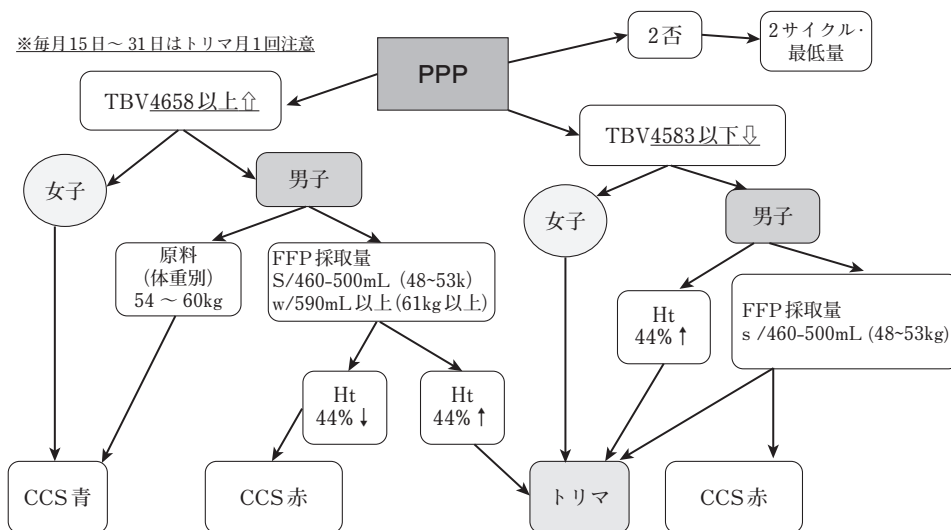 ※毎月15日～31日はトリマ月1回注意
PPP
2否
2サイクル・
最低量
TBV4658以上⇧
TBV4583以下⇩
女子
男子
女子
男子
原料
(体重別)
54～60kg
FFP採取量
S/460-500mL (48~53k)
w/590mL以上(61kg以上)
Ht
44%↑
FFP採取量
s /460-500mL (48~53kg)
Ht
44%↓
Ht
44%↑
CCS青
CCS赤
トリマ
CCS赤